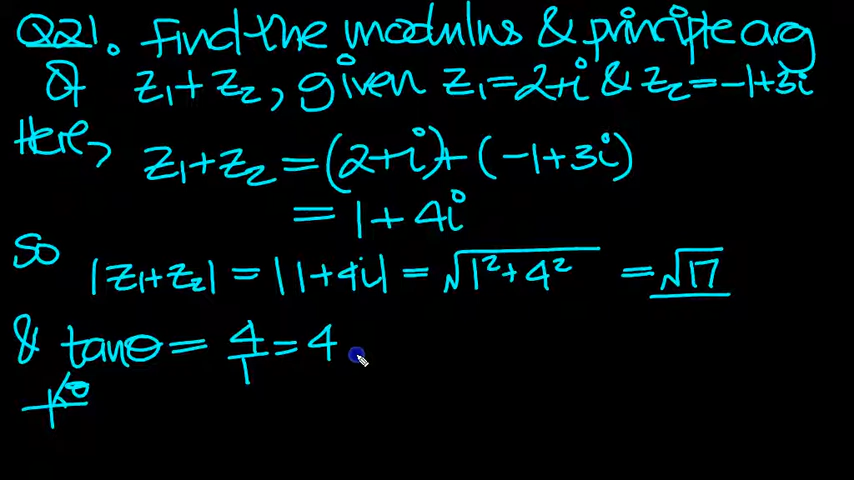 Q21. Find the modulus & principle arg
Of z₁+z₂, given z₁=2+i & z₂=-1+3i
Here, z₁+z₂ = (2+i)+(-1+3i)
= 1+4i
So |z₁+z₂| = |1+4i| = √1²+4² = √17
& tanθ = 4/1 = 4
θ